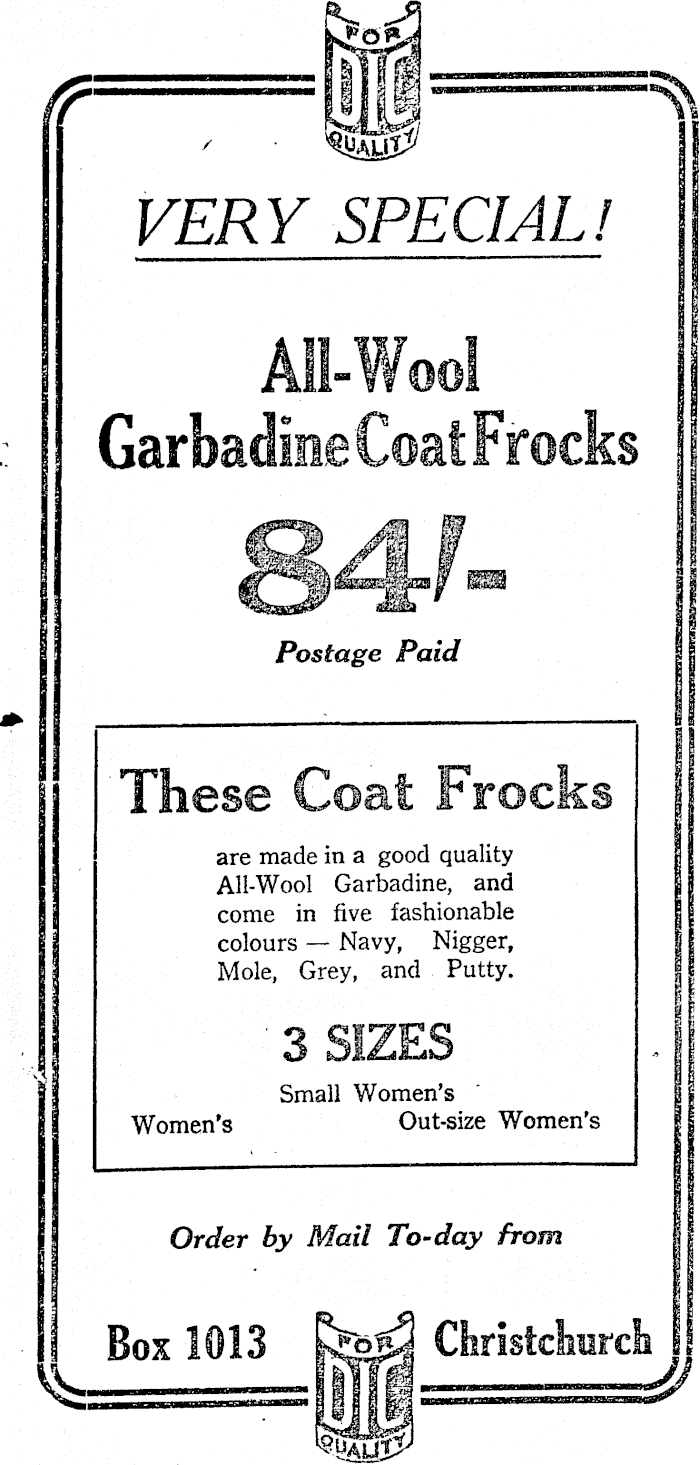 FOR
DIC
QUALITY
VERY SPECIAL!
All-Wool
Garbadine Coat Frocks
84/-
Postage Paid
These Coat Frocks
are made in a good quality
All-Wool Garbadine, and
come in five fashionable
colours — Navy, Nigger,
Mole, Grey, and Putty.
3 SIZES
Small Women's
Women's Out-size Women's
Order by Mail To-day from
Box 1013 Christchurch
FOR
DIC
QUALITY